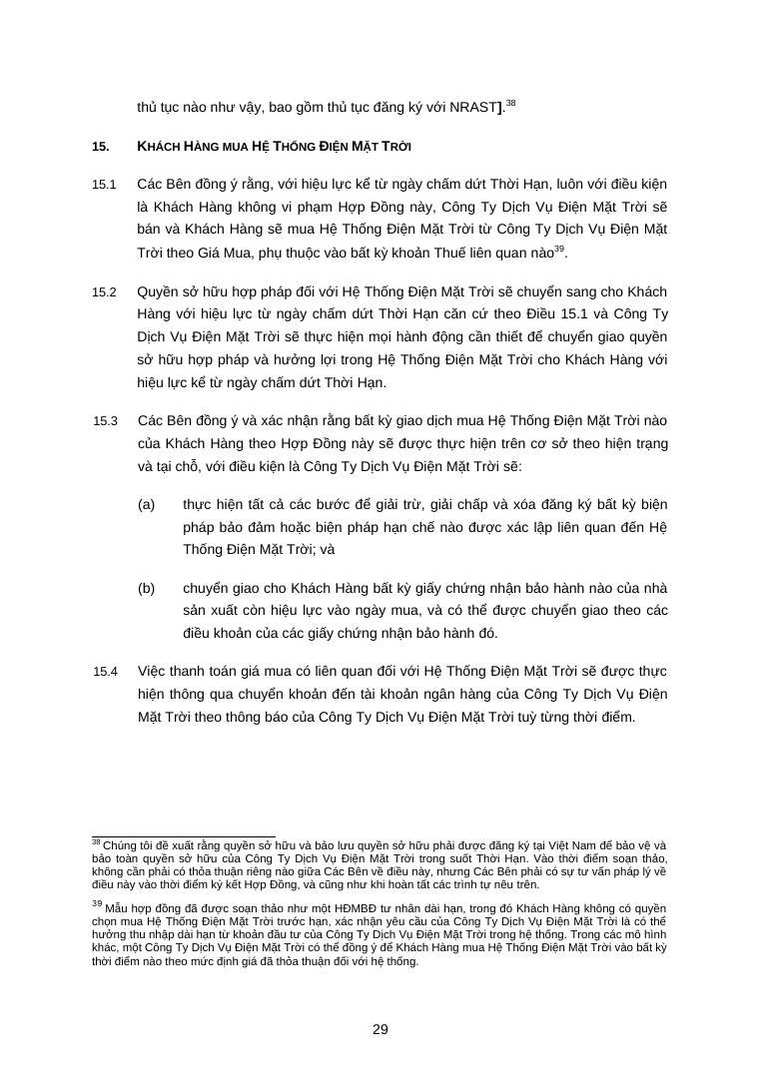 thủ tục nào như vậy, bao gồm thủ tục đăng ký với NRAST].38
15. KHÁCH HÀNG MUA HỆ THỐNG ĐIỆN MẶT TRỜI
15.1 Các Bên đồng ý rằng, với hiệu lực kể từ ngày chấm dứt Thời Hạn, luôn với điều kiện
là Khách Hàng không vi phạm Hợp Đồng này, Công Ty Dịch Vụ Điện Mặt Trời sẽ
bán và Khách Hàng sẽ mua Hệ Thống Điện Mặt Trời từ Công Ty Dịch Vụ Điện Mặt
Trời theo Giá Mua, phụ thuộc vào bất kỳ khoản Thuế liên quan nào39.
15.2 Quyền sở hữu hợp pháp đối với Hệ Thống Điện Mặt Trời sẽ chuyển sang cho Khách
Hàng với hiệu lực từ ngày chấm dứt Thời Hạn căn cứ theo Điều 15.1 và Công Ty
Dịch Vụ Điện Mặt Trời sẽ thực hiện mọi hành động cần thiết để chuyển giao quyền
sở hữu hợp pháp và hưởng lợi trong Hệ Thống Điện Mặt Trời cho Khách Hàng với
hiệu lực kể từ ngày chấm dứt Thời Hạn.
15.3 Các Bên đồng ý và xác nhận rằng bất kỳ giao dịch mua Hệ Thống Điện Mặt Trời nào
của Khách Hàng theo Hợp Đồng này sẽ được thực hiện trên cơ sở theo hiện trạng
và tại chỗ, với điều kiện là Công Ty Dịch Vụ Điện Mặt Trời sẽ:
(a) thực hiện tất cả các bước để giải trừ, giải chấp và xóa đăng ký bất kỳ biện
pháp bảo đảm hoặc biện pháp hạn chế nào được xác lập liên quan đến Hệ
Thống Điện Mặt Trời; và
(b) chuyển giao cho Khách Hàng bất kỳ giấy chứng nhận bảo hành nào của nhà
sản xuất còn hiệu lực vào ngày mua, và có thể được chuyển giao theo các
điều khoản của các giấy chứng nhận bảo hành đó.
15.4 Việc thanh toán giá mua có liên quan đối với Hệ Thống Điện Mặt Trời sẽ được thực
hiện thông qua chuyển khoản đến tài khoản ngân hàng của Công Ty Dịch Vụ Điện
Mặt Trời theo thông báo của Công Ty Dịch Vụ Điện Mặt Trời tuỳ từng thời điểm.
38 Chúng tôi đề xuất rằng quyền sở hữu và bảo lưu quyền sở hữu phải được đăng ký tại Việt Nam để bảo vệ và
bảo toàn quyền sở hữu của Công Ty Dịch Vụ Điện Mặt Trời trong suốt Thời Hạn. Vào thời điểm soạn thảo,
không cần phải có thỏa thuận riêng nào giữa Các Bên về điều này, nhưng Các Bên phải có sự tư vấn pháp lý về
điều này vào thời điểm ký kết Hợp Đồng, và cũng như khi hoàn tất các trình tự nêu trên.
39 Mẫu hợp đồng đã được soạn thảo như một HĐMBĐ tư nhân dài hạn, trong đó Khách Hàng không có quyền
chọn mua Hệ Thống Điện Mặt Trời trước hạn, xác nhận yêu cầu của Công Ty Dịch Vụ Điện Mặt Trời là có thể
hưởng thu nhập dài hạn từ khoản đầu tư của Công Ty Dịch Vụ Điện Mặt Trời trong hệ thống. Trong các mô hình
khác, một Công Ty Dịch Vụ Điện Mặt Trời có thể đồng ý để Khách Hàng mua Hệ Thống Điện Mặt Trời vào bất kỳ
thời điểm nào theo mức định giá đã thỏa thuận đối với hệ thống.
29